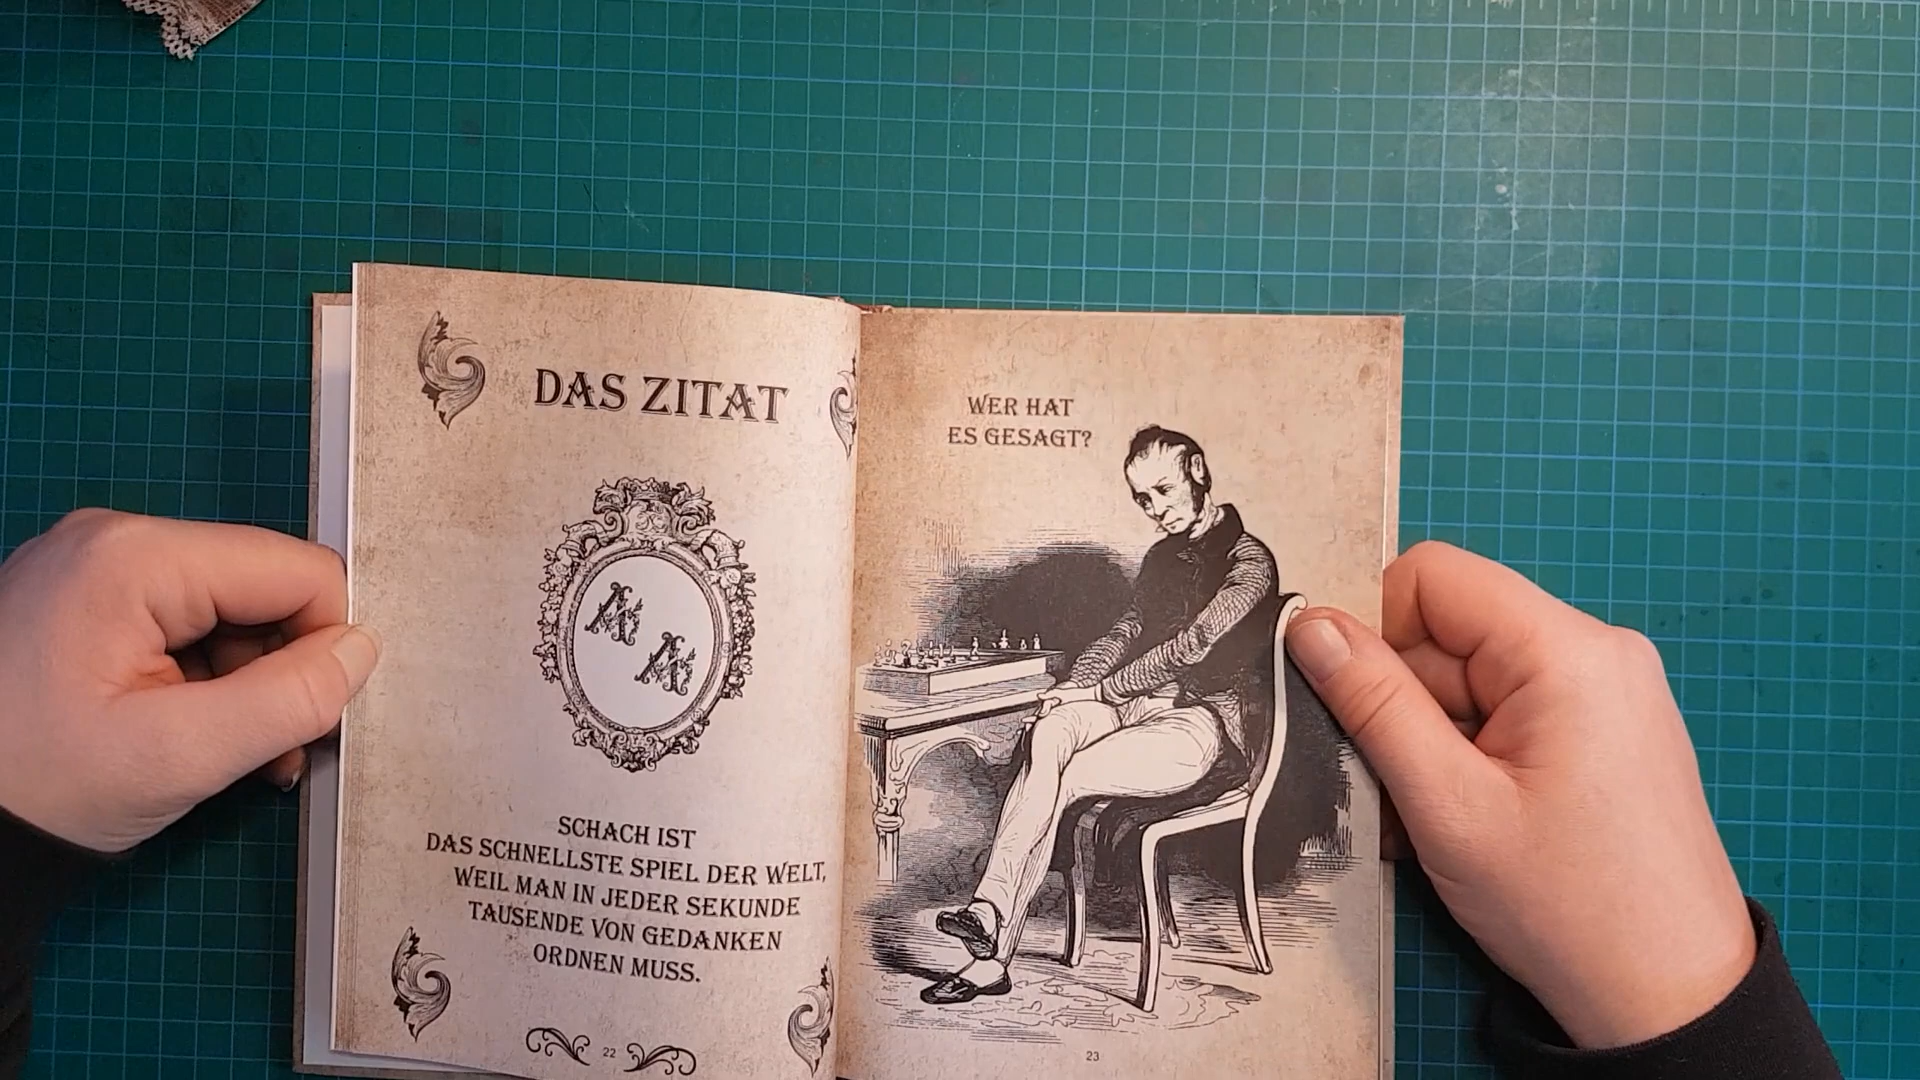 DAS ZITAT
A A
SCHACH IST
DAS SCHNELLSTE SPIEL DER WELT,
WEIL MAN IN JEDER SEKUNDE
TAUSENDE VON GEDANKEN
ORDNEN MUSS.
22
WER HAT
ES GESAGT?
23